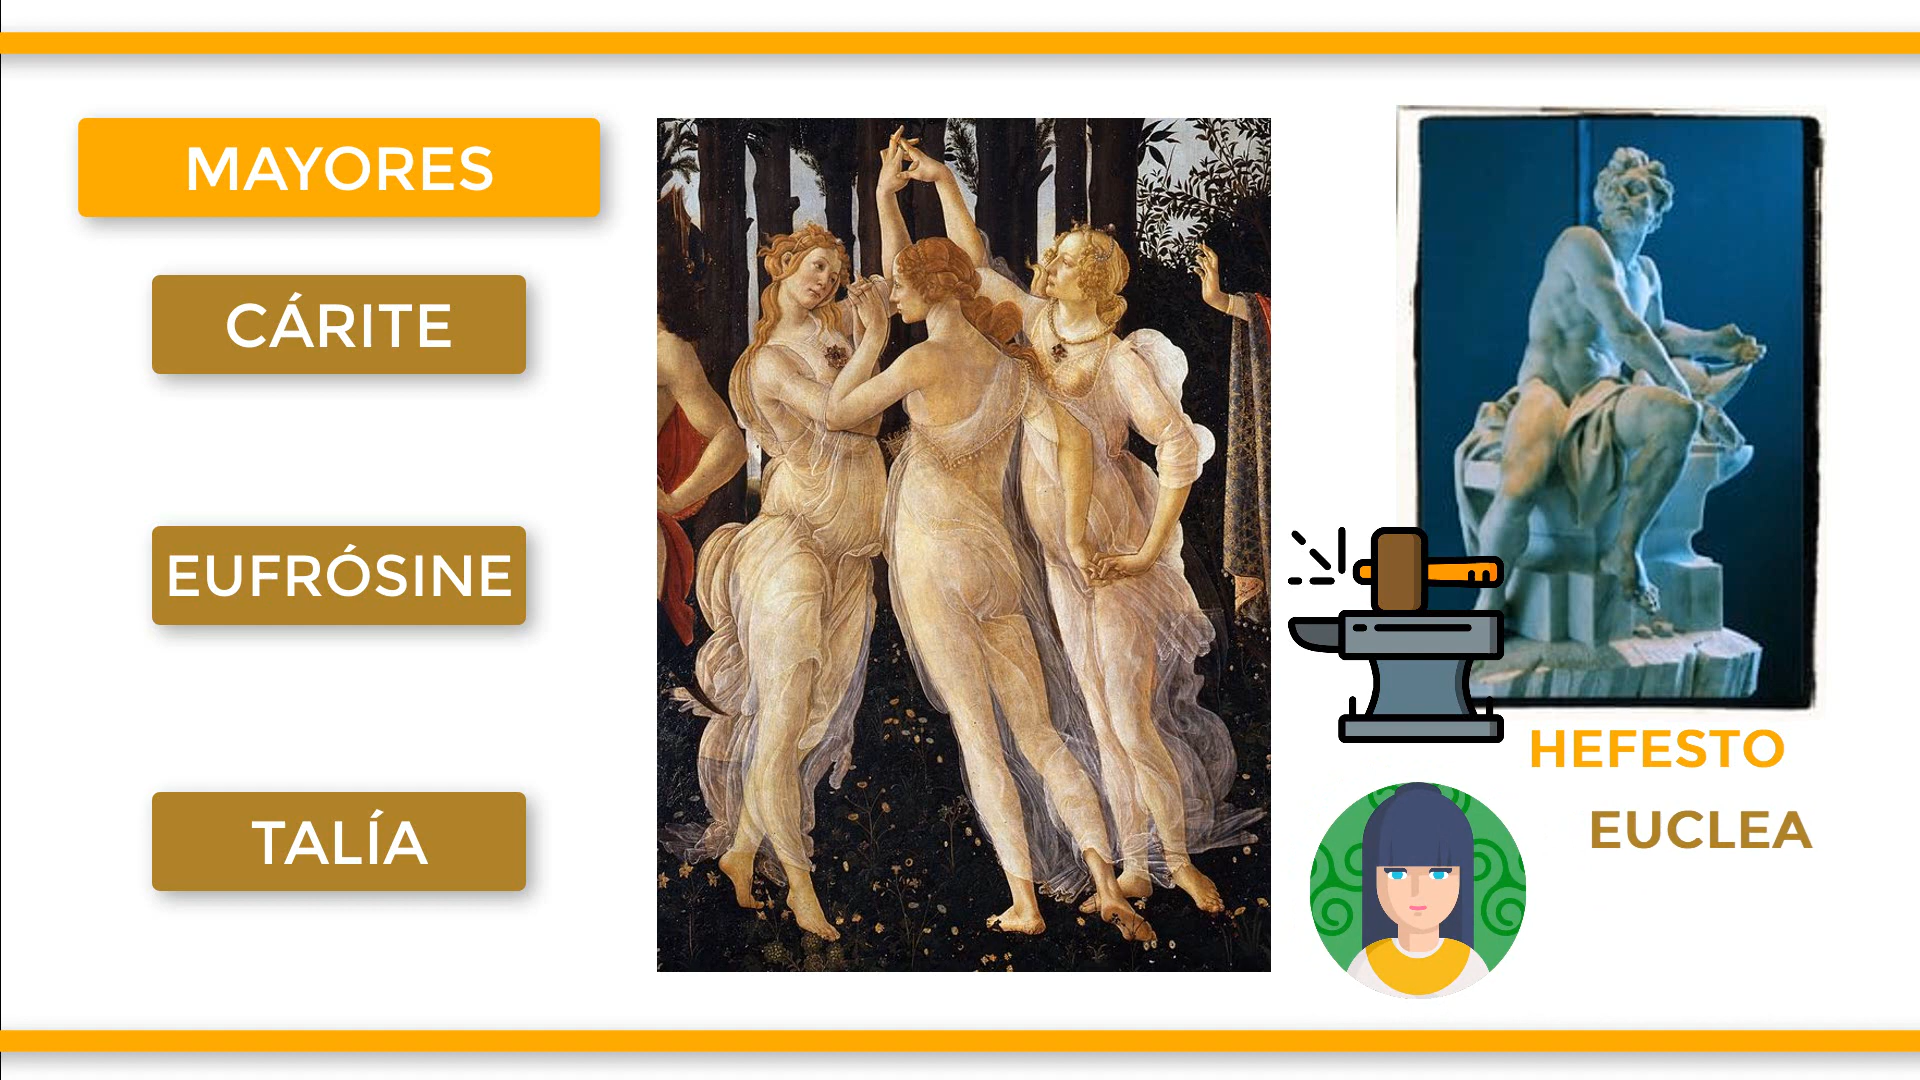 MAYORES
CÁRITE
EUFRÓSINE
TALÍA
HEFESTO
EUCLEA